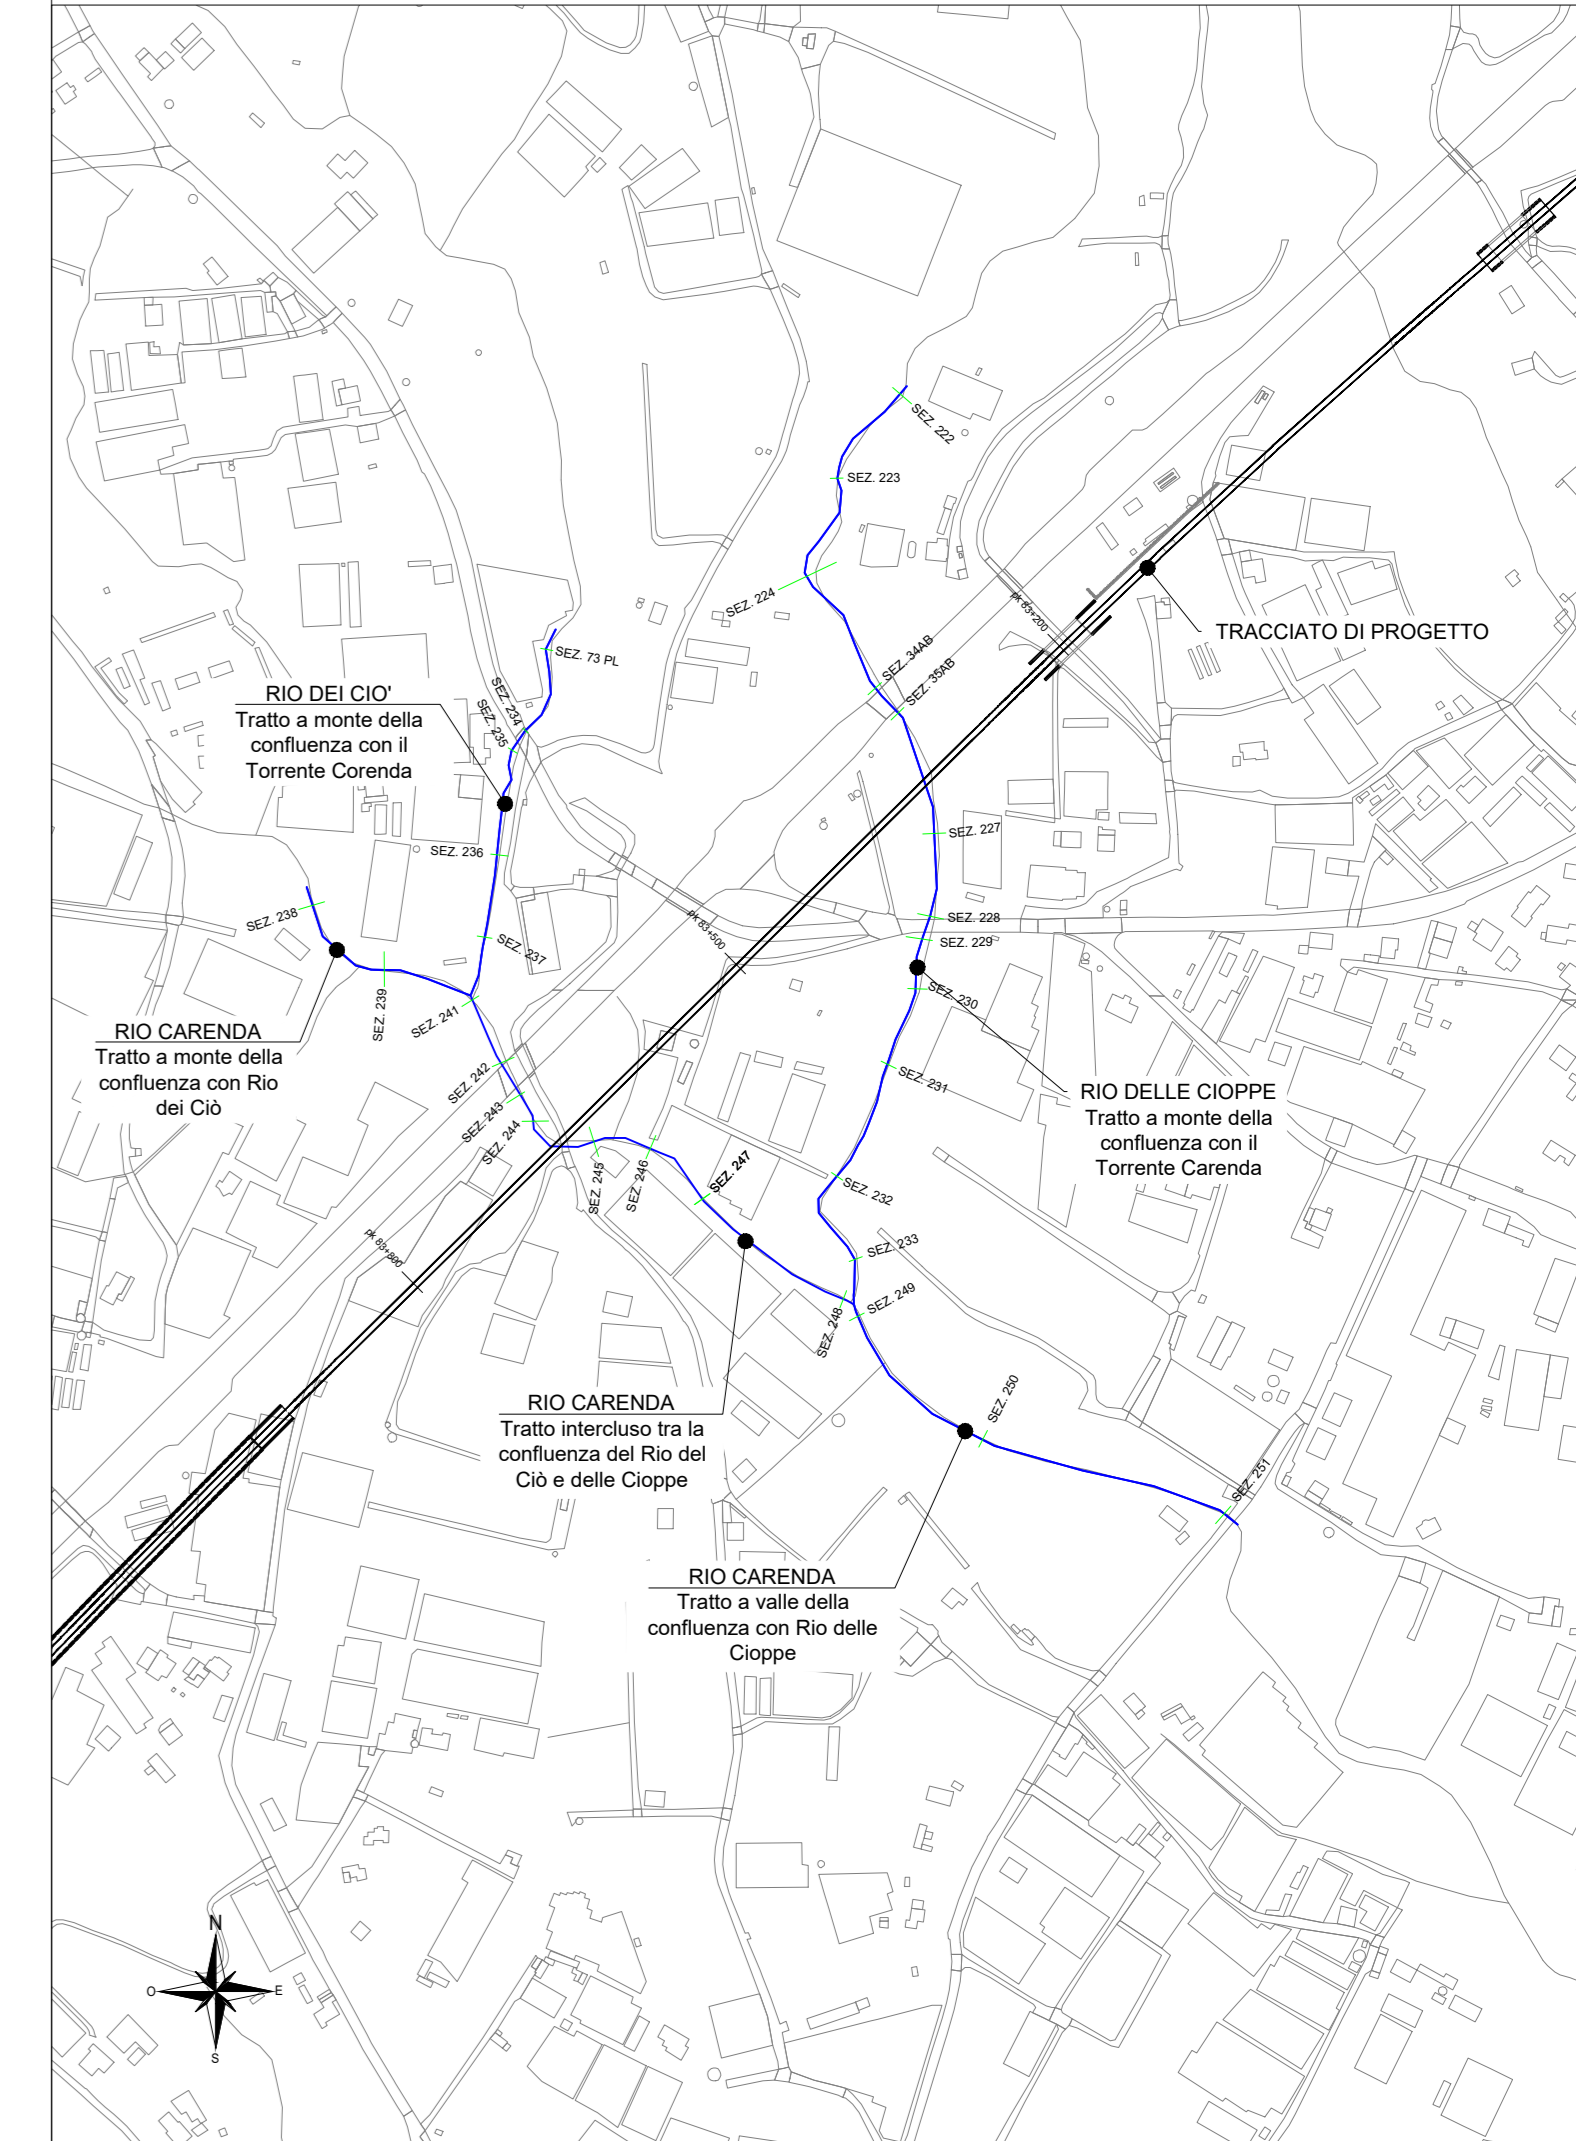 SEZ. 222
SEZ. 223
SEZ. 224
pk 83+200
TRACCIATO DI PROGETTO
SEZ. 34AB
SEZ. 35AB
SEZ. 73 PL
SEZ. 234
SEZ. 235
RIO DEI CIO'
Tratto a monte della
confluenza con il
Torrente Corenda
SEZ. 227
SEZ. 236
SEZ. 238
SEZ. 228
SEZ. 229
pk 83+500
SEZ. 237
SEZ. 230
SEZ. 239
SEZ. 241
RIO CARENDA
Tratto a monte della
confluenza con Rio
dei Ciò
SEZ. 242
SEZ. 243
SEZ. 244
SEZ. 231
RIO DELLE CIOPPE
Tratto a monte della
confluenza con il
Torrente Carenda
SEZ. 245
SEZ. 246
SEZ. 247
SEZ. 232
SEZ. 233
pk 83+800
SEZ. 249
SEZ. 248
RIO CARENDA
Tratto intercluso tra la
confluenza del Rio del
Ciò e delle Cioppe
SEZ. 250
SEZ. 251
RIO CARENDA
Tratto a valle della
confluenza con Rio delle
Cioppe
N
O
E
S